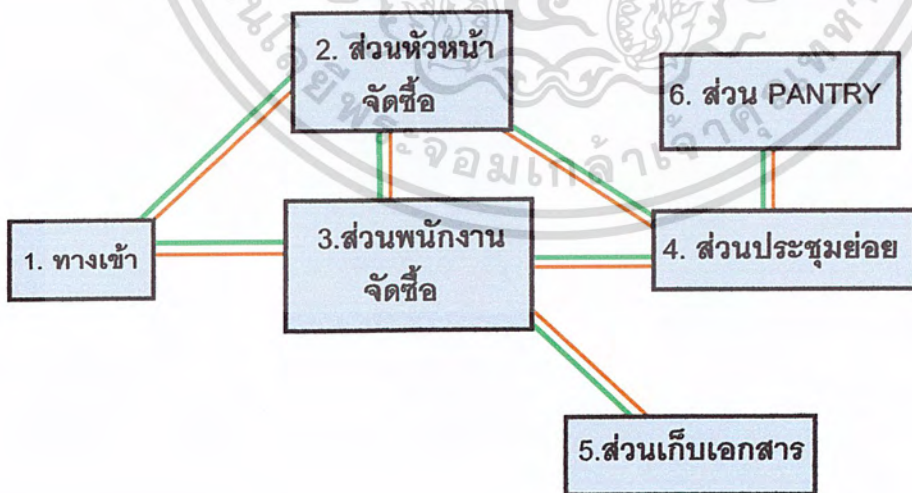 2. ส่วนหัวหน้า
จัดซื้อ
6. ส่วน PANTRY
1. ทางเข้า
3.ส่วนพนักงาน
จัดซื้อ
4. ส่วนประชุมย่อย
5.ส่วนเก็บเอกสาร